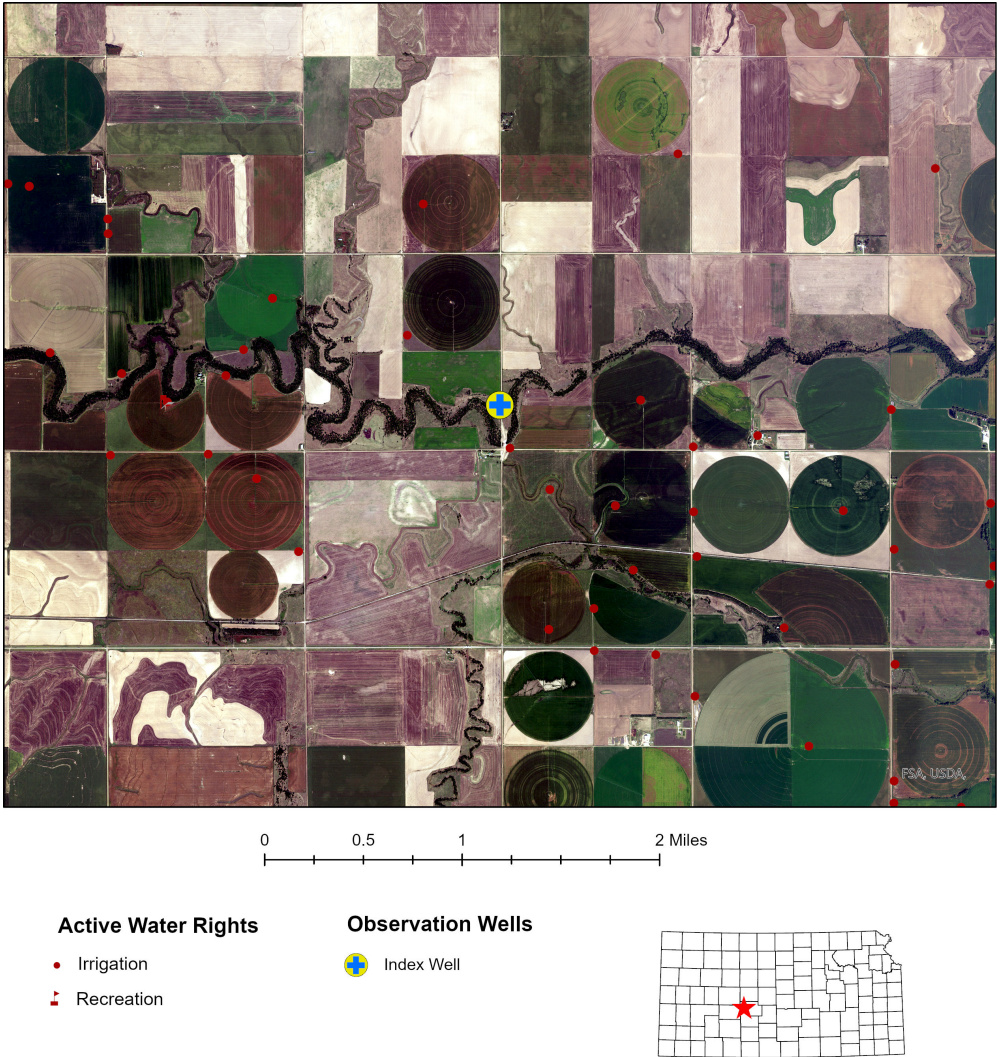 FSA, USDA,
0 0.5 1 2 Miles
Active Water Rights
Irrigation
Recreation
Observation Wells
Index Well